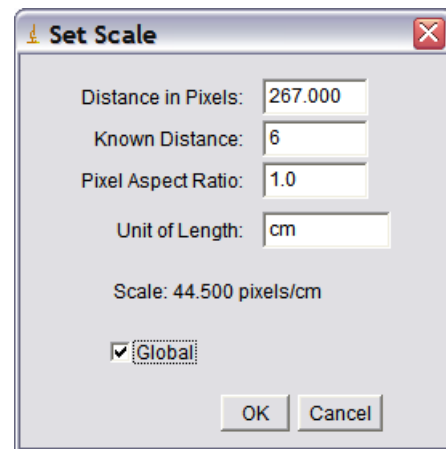 Set Scale
Distance in Pixels: 267.000
Known Distance: 6
Pixel Aspect Ratio: 1.0
Unit of Length: cm
Scale: 44.500 pixels/cm
Global
OK Cancel